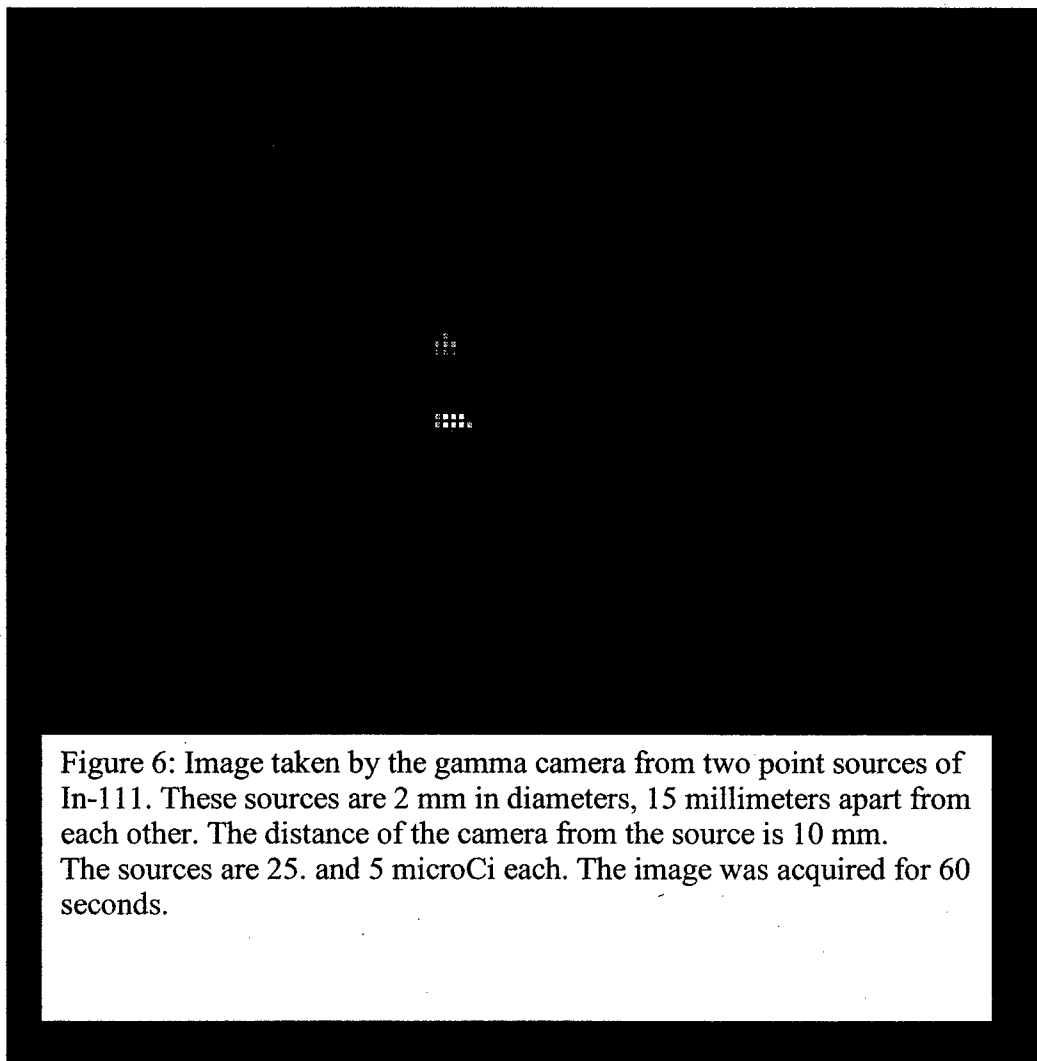 Figure 6: Image taken by the gamma camera from two point sources of
In-111. These sources are 2 mm in diameters, 15 millimeters apart from
each other. The distance of the camera from the source is 10 mm.
The sources are 25. and 5 microCi each. The image was acquired for 60
seconds.